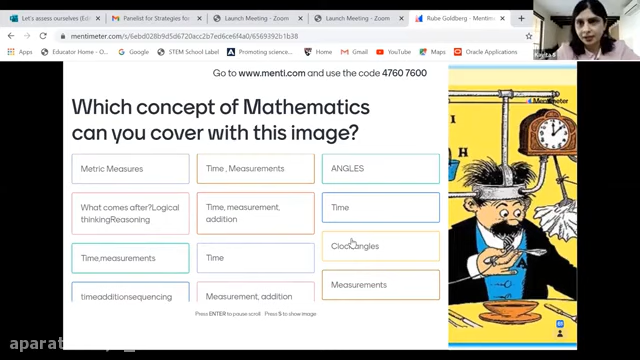 Let's assess ourselves (Ed
Panelist for Strategies for
Launch Meeting - Zoom
Launch Meeting - Zoom
Rube Goldberg - Mentime
mentimeter.com/s/6ebd028b9d5d6720acc2b7ed6ce6f4a0/6569392b1b38
Apps
Educator Home - O...
Google
STEM School Label
Promoting science...
Gmail
YouTube
Maps
Oracle Applications
Go to www.menti.com and use the code 4760 7600
Which concept of Mathematics
can you cover with this image?
Metric Measures
What comes after?Logical
thinkingReasoning
Time,measurements
timeadditionsequencing
Time , Measurements
Time, measurement,
addition
Time
Measurement, addition
ANGLES
Time
Clock angles
Measurements
Press ENTER to pause scroll. Press S to show image.
Mentimeter
I
H
A
aparat